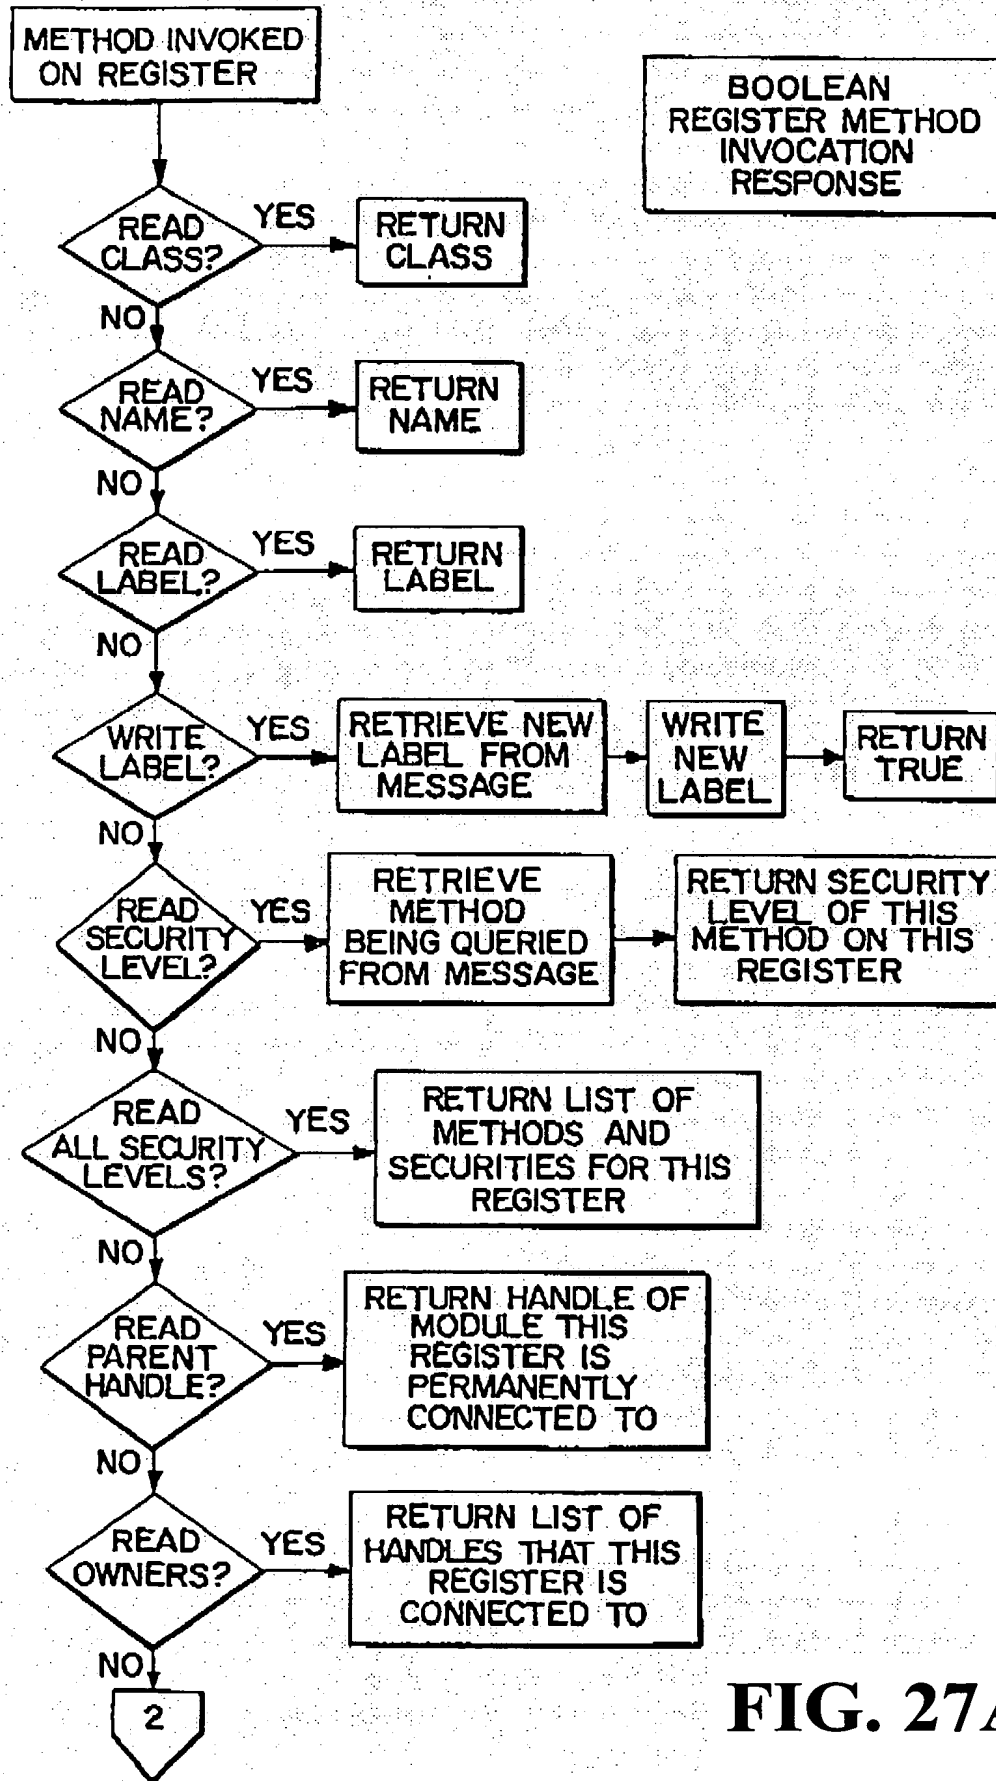 METHOD INVOKED
ON REGISTER
BOOLEAN
REGISTER METHOD
INVOCATION
RESPONSE
READ
CLASS?
YES
RETURN
CLASS
NO
READ
NAME?
YES
RETURN
NAME
NO
READ
LABEL?
YES
RETURN
LABEL
NO
WRITE
LABEL?
YES
RETRIEVE NEW
LABEL FROM
MESSAGE
WRITE
NEW
LABEL
RETURN
TRUE
NO
READ
SECURITY
LEVEL?
YES
RETRIEVE
METHOD
BEING QUERIED
FROM MESSAGE
RETURN SECURITY
LEVEL OF THIS
METHOD ON THIS
REGISTER
NO
READ
ALL SECURITY
LEVELS?
YES
RETURN LIST OF
METHODS AND
SECURITIES FOR THIS
REGISTER
NO
READ
PARENT
HANDLE?
YES
RETURN HANDLE OF
MODULE THIS
REGISTER IS
PERMANENTLY
CONNECTED TO
NO
READ
OWNERS?
YES
RETURN LIST OF
HANDLES THAT THIS
REGISTER IS
CONNECTED TO
NO
2
FIG. 27A